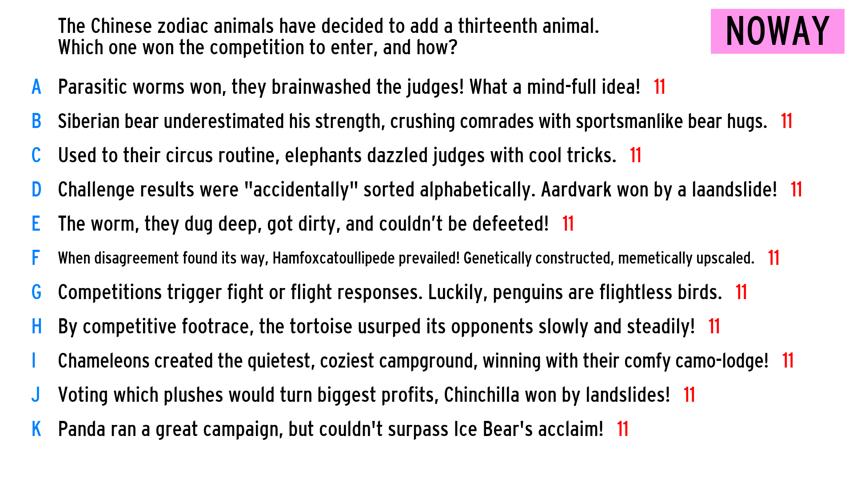 The Chinese zodiac animals have decided to add a thirteenth animal.
Which one won the competition to enter, and how?
NOWAY
A Parasitic worms won, they brainwashed the judges! What a mind-full idea! 11
B Siberian bear underestimated his strength, crushing comrades with sportsmanlike bear hugs. 11
C Used to their circus routine, elephants dazzled judges with cool tricks. 11
D Challenge results were "accidentally" sorted alphabetically. Aardvark won by a laandslide! 11
E The worm, they dug deep, got dirty, and couldn't be defeeted! 11
F When disagreement found its way, Hamfoxcatoullipede prevailed! Genetically constructed, memetically upscaled. 11
G Competitions trigger fight or flight responses. Luckily, penguins are flightless birds. 11
H By competitive footrace, the tortoise usurped its opponents slowly and steadily! 11
I Chameleons created the quietest, coziest campground, winning with their comfy camo-lodge! 11
J Voting which plushes would turn biggest profits, Chinchilla won by landslides! 11
K Panda ran a great campaign, but couldn't surpass Ice Bear's acclaim! 11